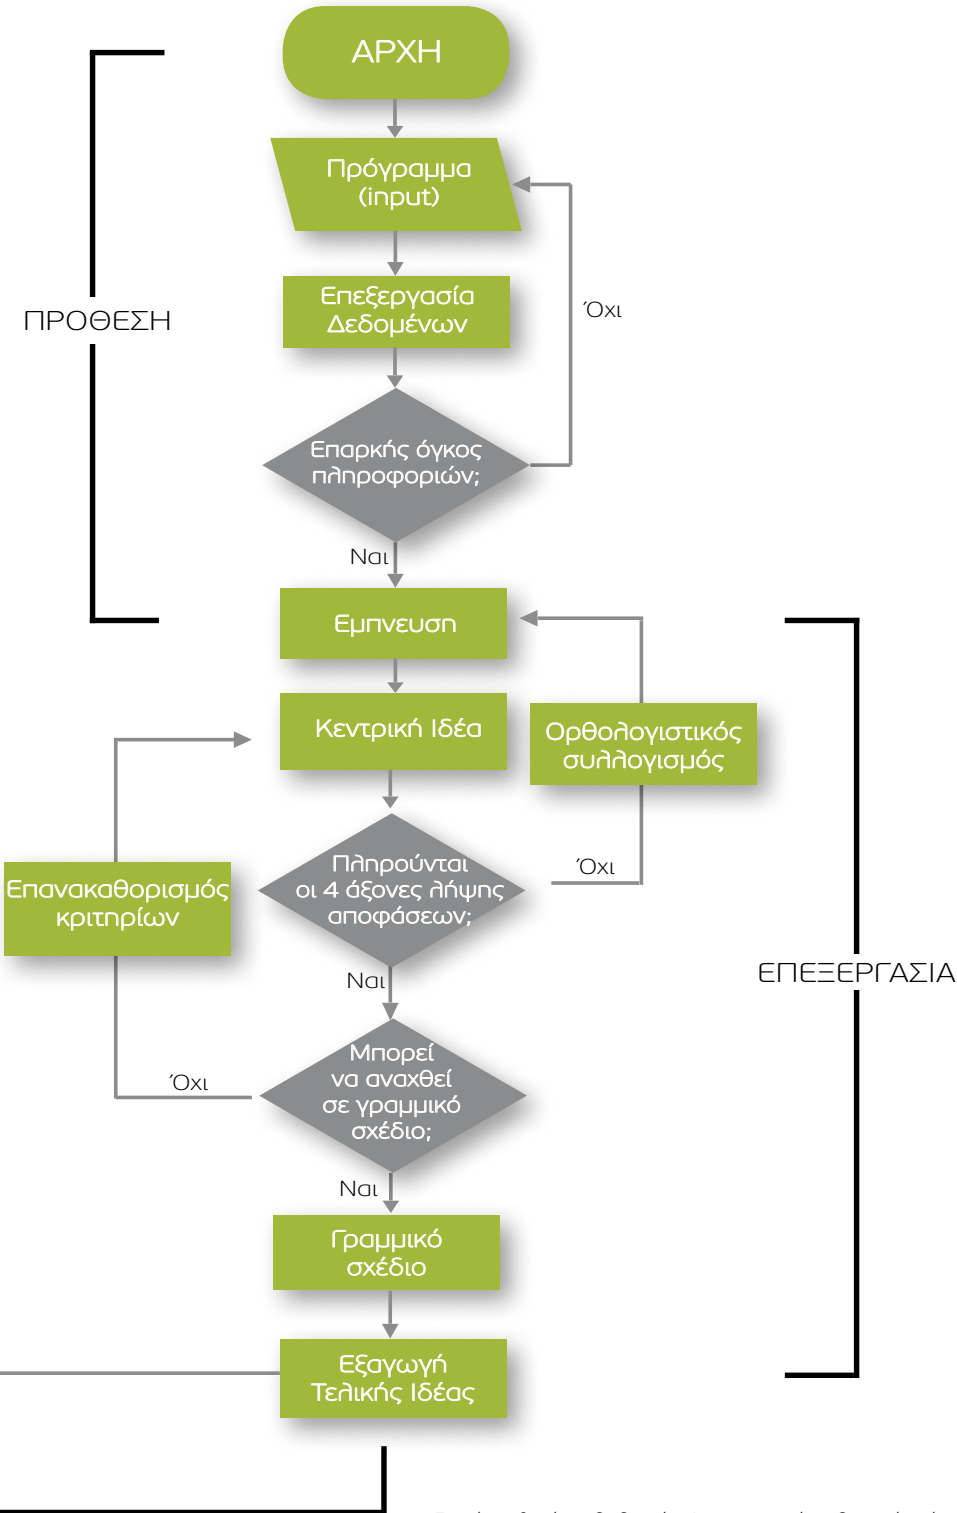 ΑΡΧΗ
Πρόγραμμα
(input)
Επεξεργασία
Δεδομένων
Όχι
ΠΡΟΘΕΣΗ
Επαρκής όγκος
πληροφοριών;
Ναι
Εμπνευση
Κεντρική Ιδέα
Ορθολογιστικός
συλλογισμός
Πληρούνται
οι 4 άξονες λήψης
αποφάσεων;
Όχι
Επανακαθορισμός
κριτηρίων
ΕΠΕΞΕΡΓΑΣΙΑ
Ναι
Μπορεί
να αναχθεί
σε γραμμικό
σχέδιο;
Όχι
Ναι
Γραμμικό
σχέδιο
Εξαγωγή
Τελικής Ιδέας